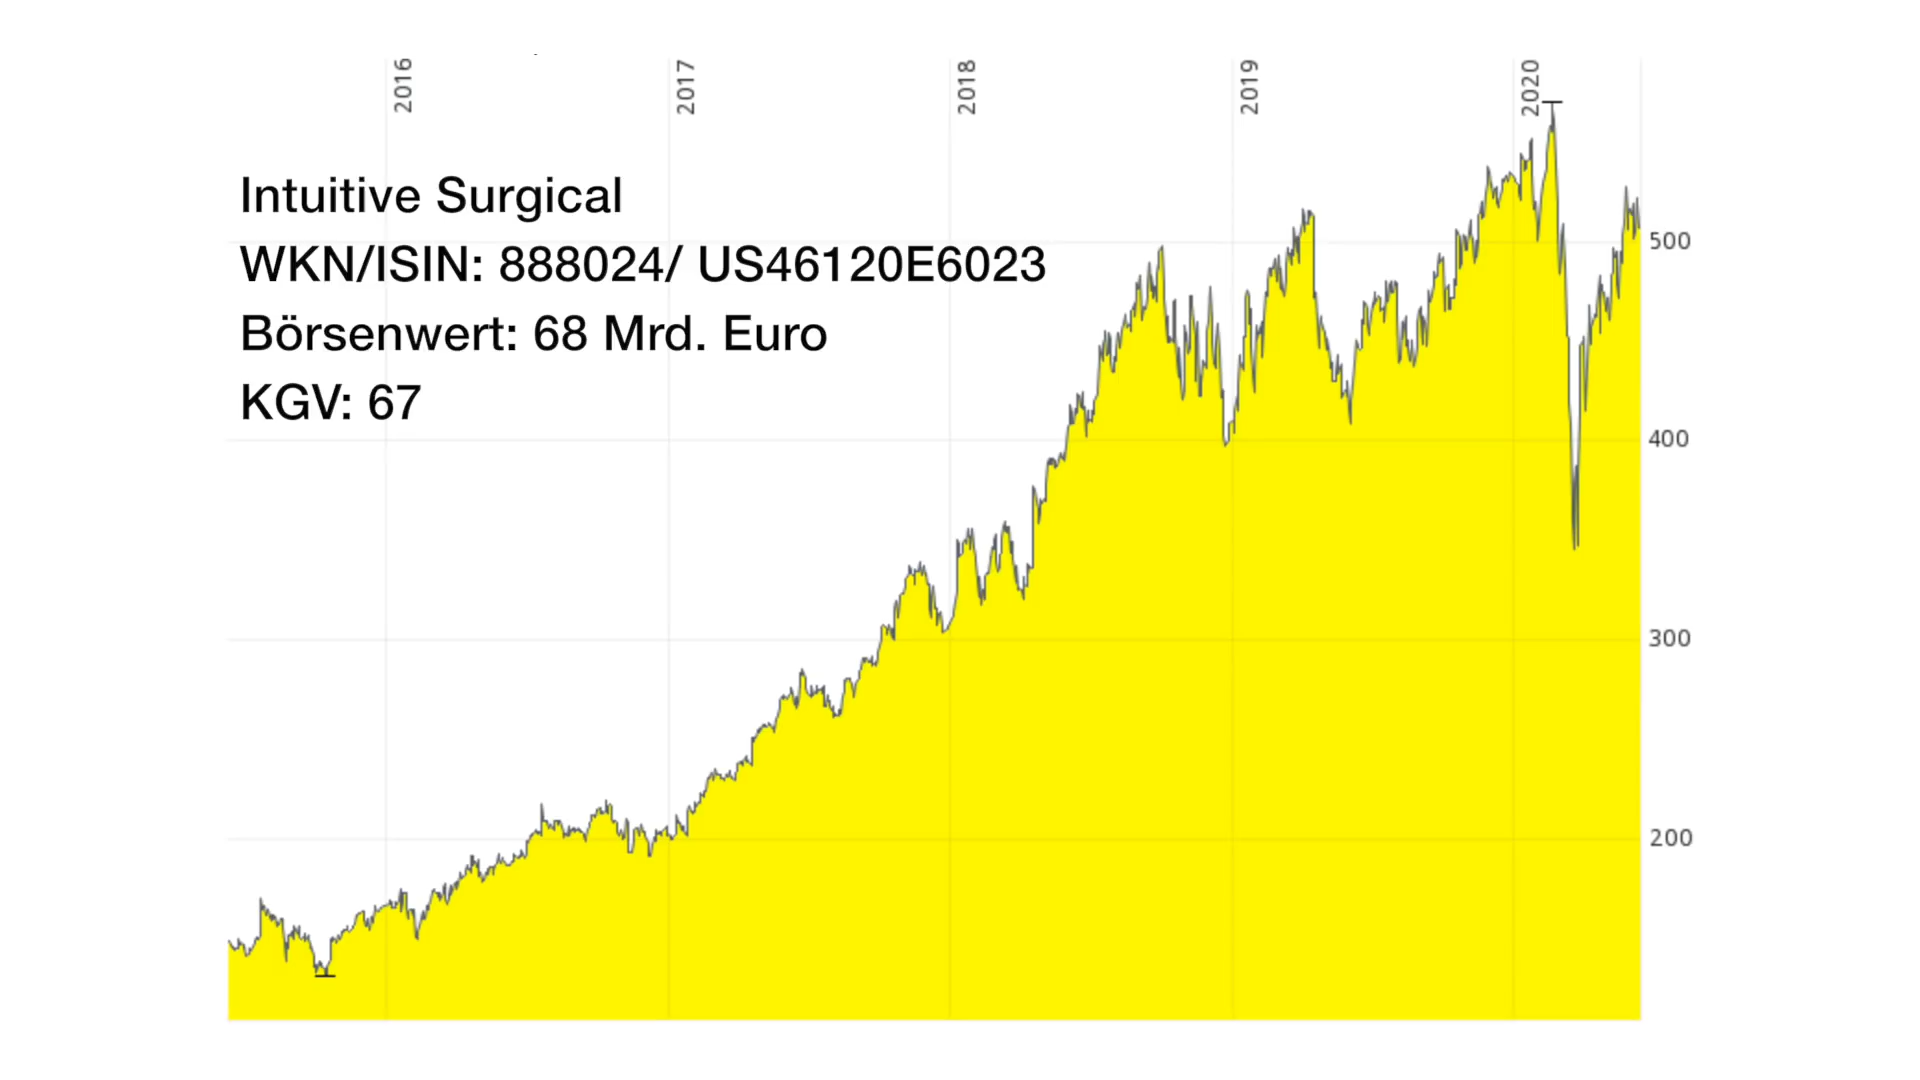 2016
2017
2018
2019
2020
Intuitive Surgical
WKN/ISIN: 888024/ US46120E6023
Börsenwert: 68 Mrd. Euro
KGV: 67
500
400
300
200